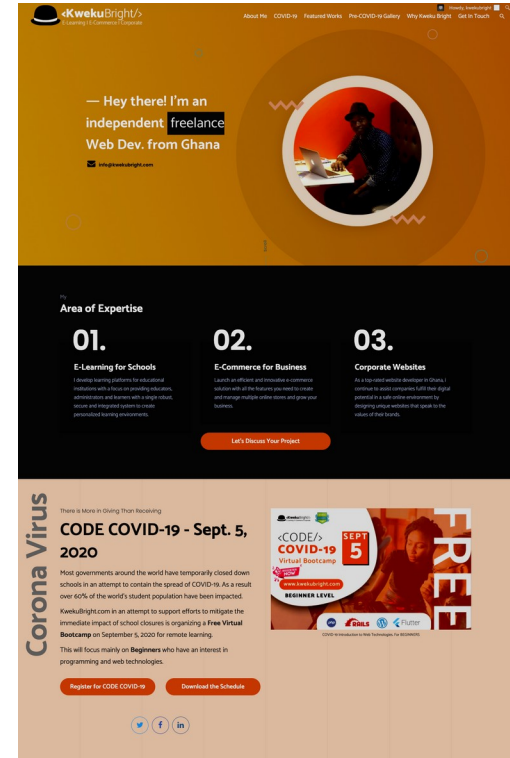 <KwekuBright/>
E-Learning | E-Commerce | Corporate
Howdy, kwekubright
About Me COVID-19 Featured Works Pre-COVID-19 Gallery Why Kweku Bright Get In Touch
— Hey there! I'm an
independent freelance
Web Dev. from Ghana
info@kwekubright.com
My
Area of Expertise
01.
E-Learning for Schools
I develop learning platforms for educational
institutions with a focus on providing educators,
administrators and learners with a single robust,
secure and integrated system to create
personalized learning environments.
02.
E-Commerce for Business
Launch an efficient and innovative e-commerce
solution with all the features you need to create
and manage multiple online stores and grow your
business.
03.
Corporate Websites
As a top-rated website developer in Ghana, I
continue to assist companies fulfil their digital
potential in a safe online environment by
designing unique websites that speak to the
values of their brands.
Let's Discuss Your Project
Corona Virus
There is More in Giving Than Receiving
CODE COVID-19 - Sept. 5,
2020
Most governments around the world have temporarily closed down
schools in an attempt to contain the spread of COVID-19. As a result
over 60% of the world's student population have been impacted.
KwekuBright.com in an attempt to support efforts to mitigate the
immediate impact of school closures is organizing a Free Virtual
Bootcamp on September 5, 2020 for remote learning.
This will focus mainly on Beginners who have an interest in
programming and web technologies.
Register for CODE COVID-19
Download the Schedule
<CODE/>
COVID-19
Virtual Bootcamp
www.kwekubright.com
BEGINNER LEVEL
SEPT
5
FREE
php
RAILS
Flutter
COVID-19 Introduction to Web Technologies. For BEGINNERS